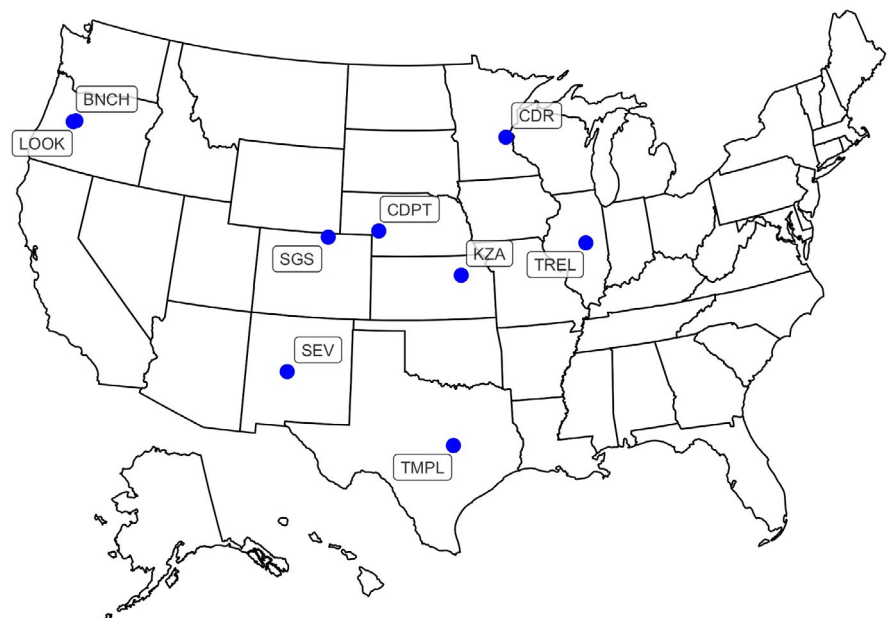 BNCH
LOOK
CDR
CDPT
SGS
KZA
TREL
SEV
TMPL